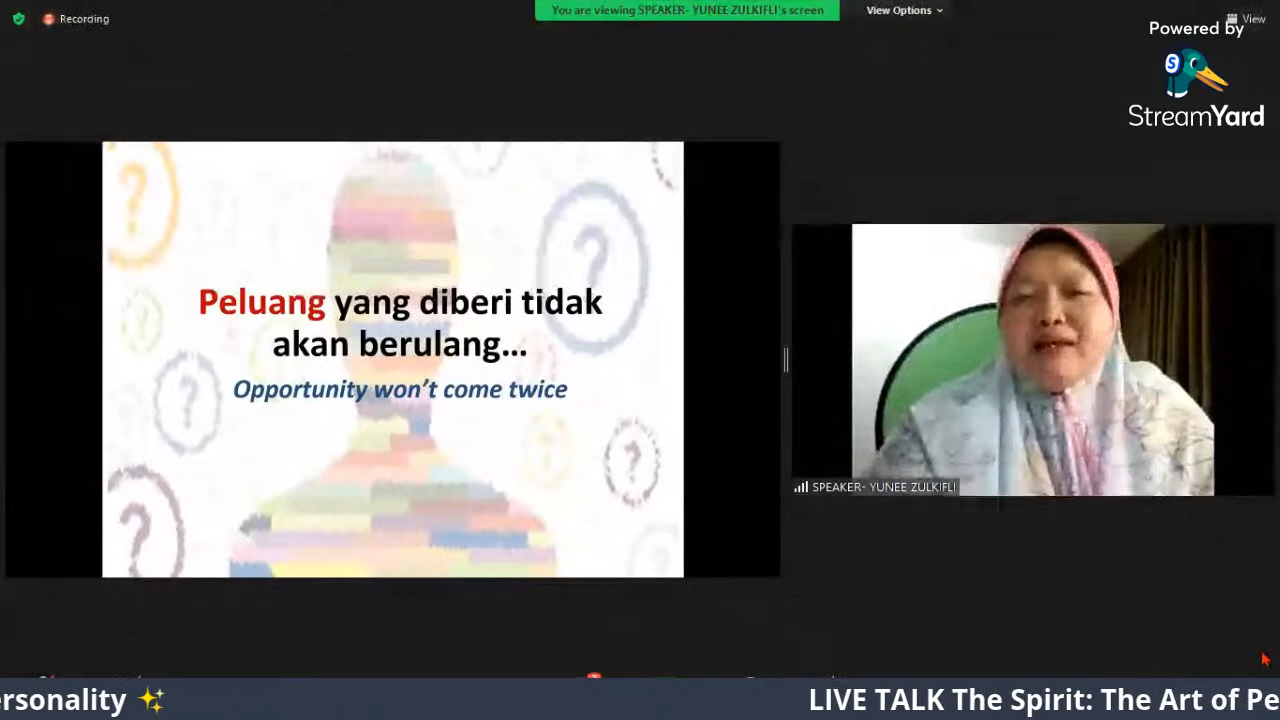 Recording
You are viewing SPEAKER- YUNEE ZULKIFLI's screen
View Options
View
Powered by
StreamYard
Peluang yang diberi tidak
akan berulang...
Opportunity won't come twice
SPEAKER- YUNEE ZULKIFLI
ersonality ✨
LIVE TALK The Spirit: The Art of Pe